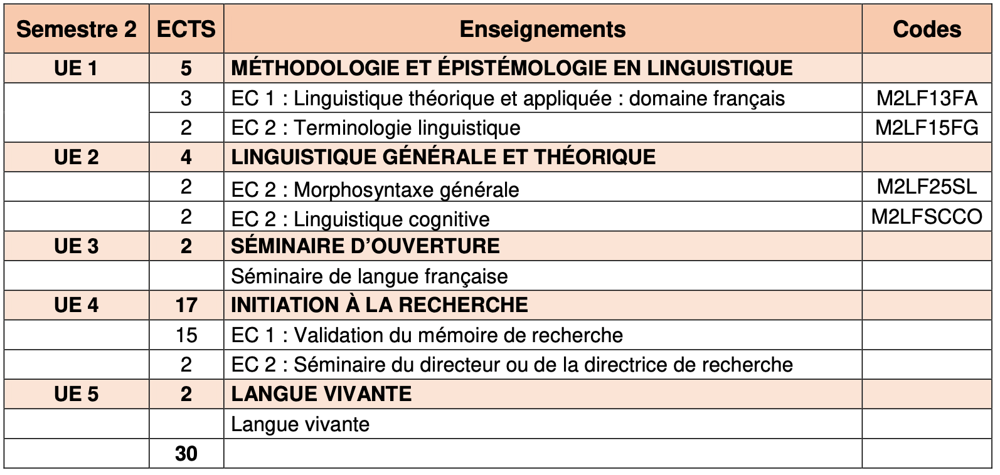 Semestre 2 ECTS Enseignements Codes
UE 1 5 MÉTHODOLOGIE ET ÉPISTÉMOLOGIE EN LINGUISTIQUE
3 EC 1 : Linguistique théorique et appliquée : domaine français M2LF13FA
2 EC 2 : Terminologie linguistique M2LF15FG
UE 2 4 LINGUISTIQUE GÉNÉRALE ET THÉORIQUE
2 EC 2 : Morphosyntaxe générale M2LF25SL
2 EC 2 : Linguistique cognitive M2LFSCCO
UE 3 2 SÉMINAIRE D’OUVERTURE
Séminaire de langue française
UE 4 17 INITIATION À LA RECHERCHE
15 EC 1 : Validation du mémoire de recherche
2 EC 2 : Séminaire du directeur ou de la directrice de recherche
UE 5 2 LANGUE VIVANTE
Langue vivante
30